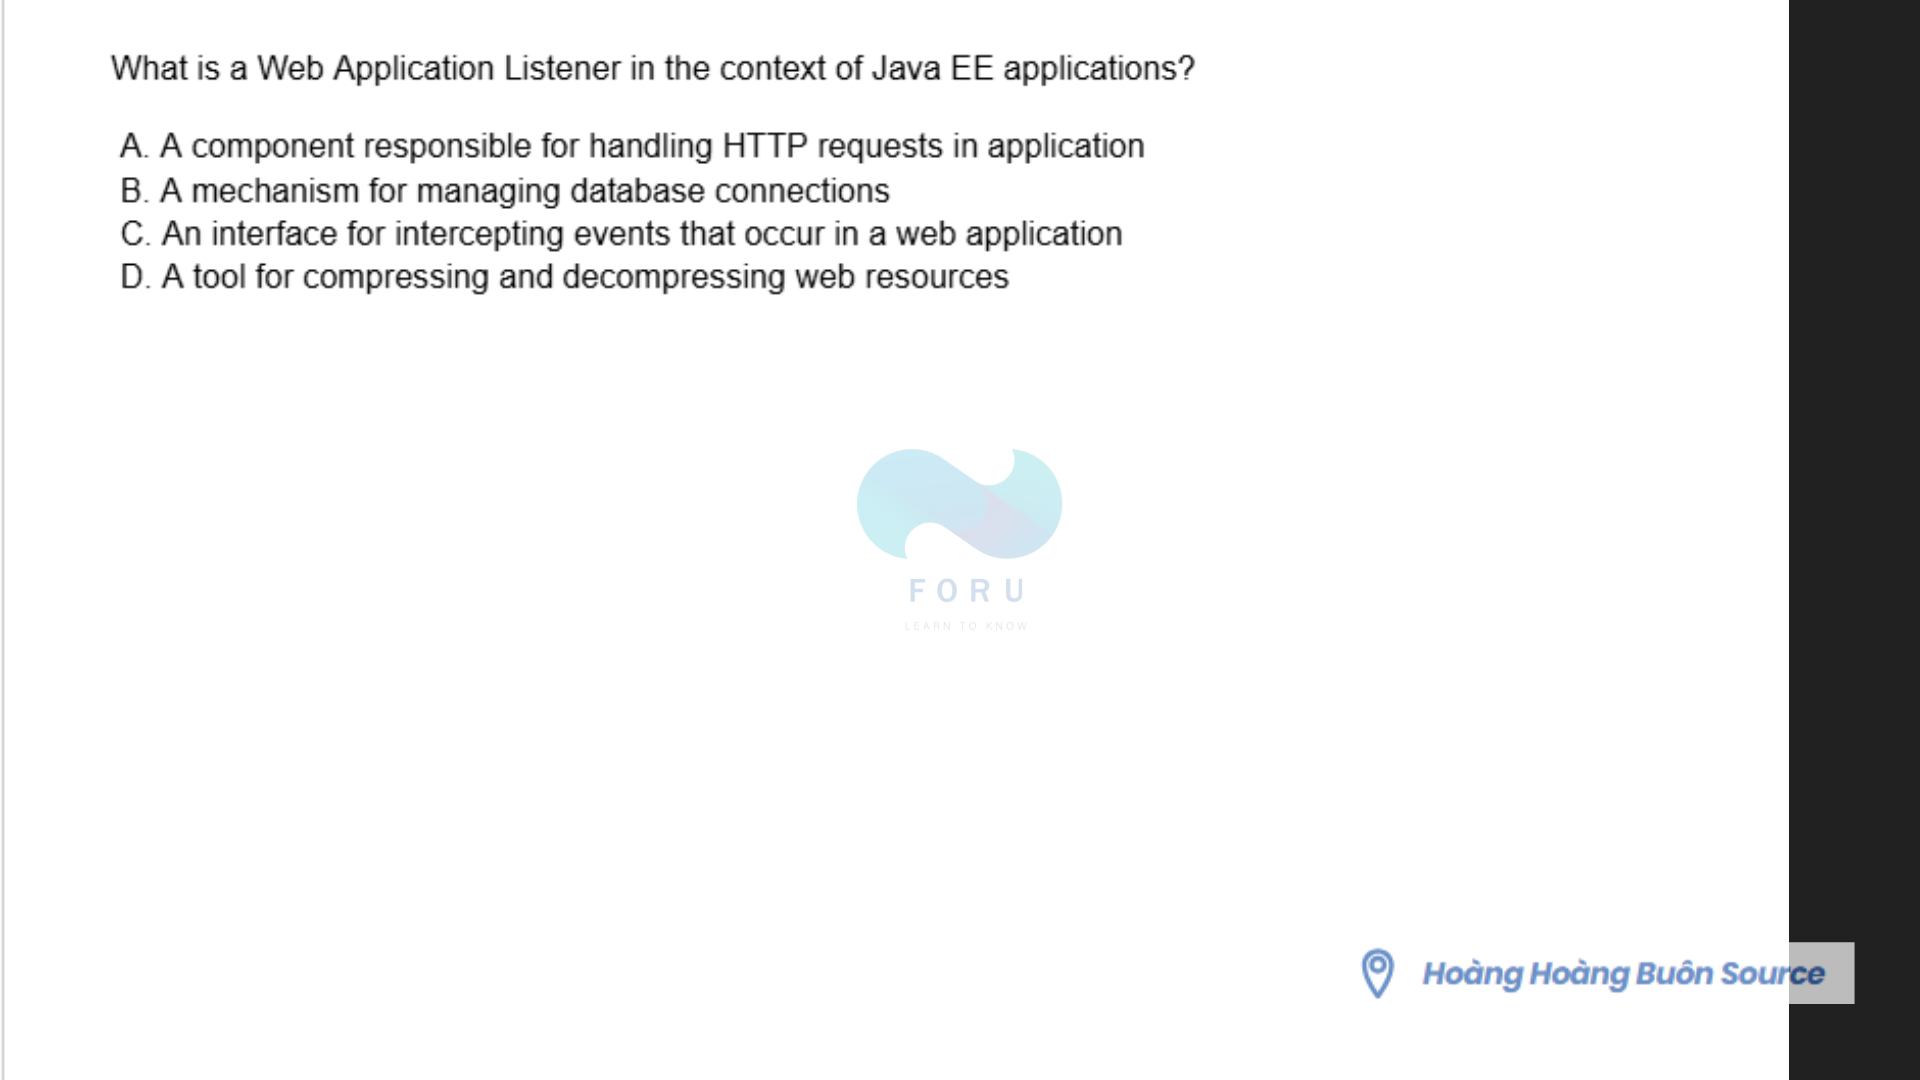 What is a Web Application Listener in the context of Java EE applications?
A. A component responsible for handling HTTP requests in application
B. A mechanism for managing database connections
C. An interface for intercepting events that occur in a web application
D. A tool for compressing and decompressing web resources
FORU
LEARN TO KNOW
Hoàng Hoàng Buôn Source